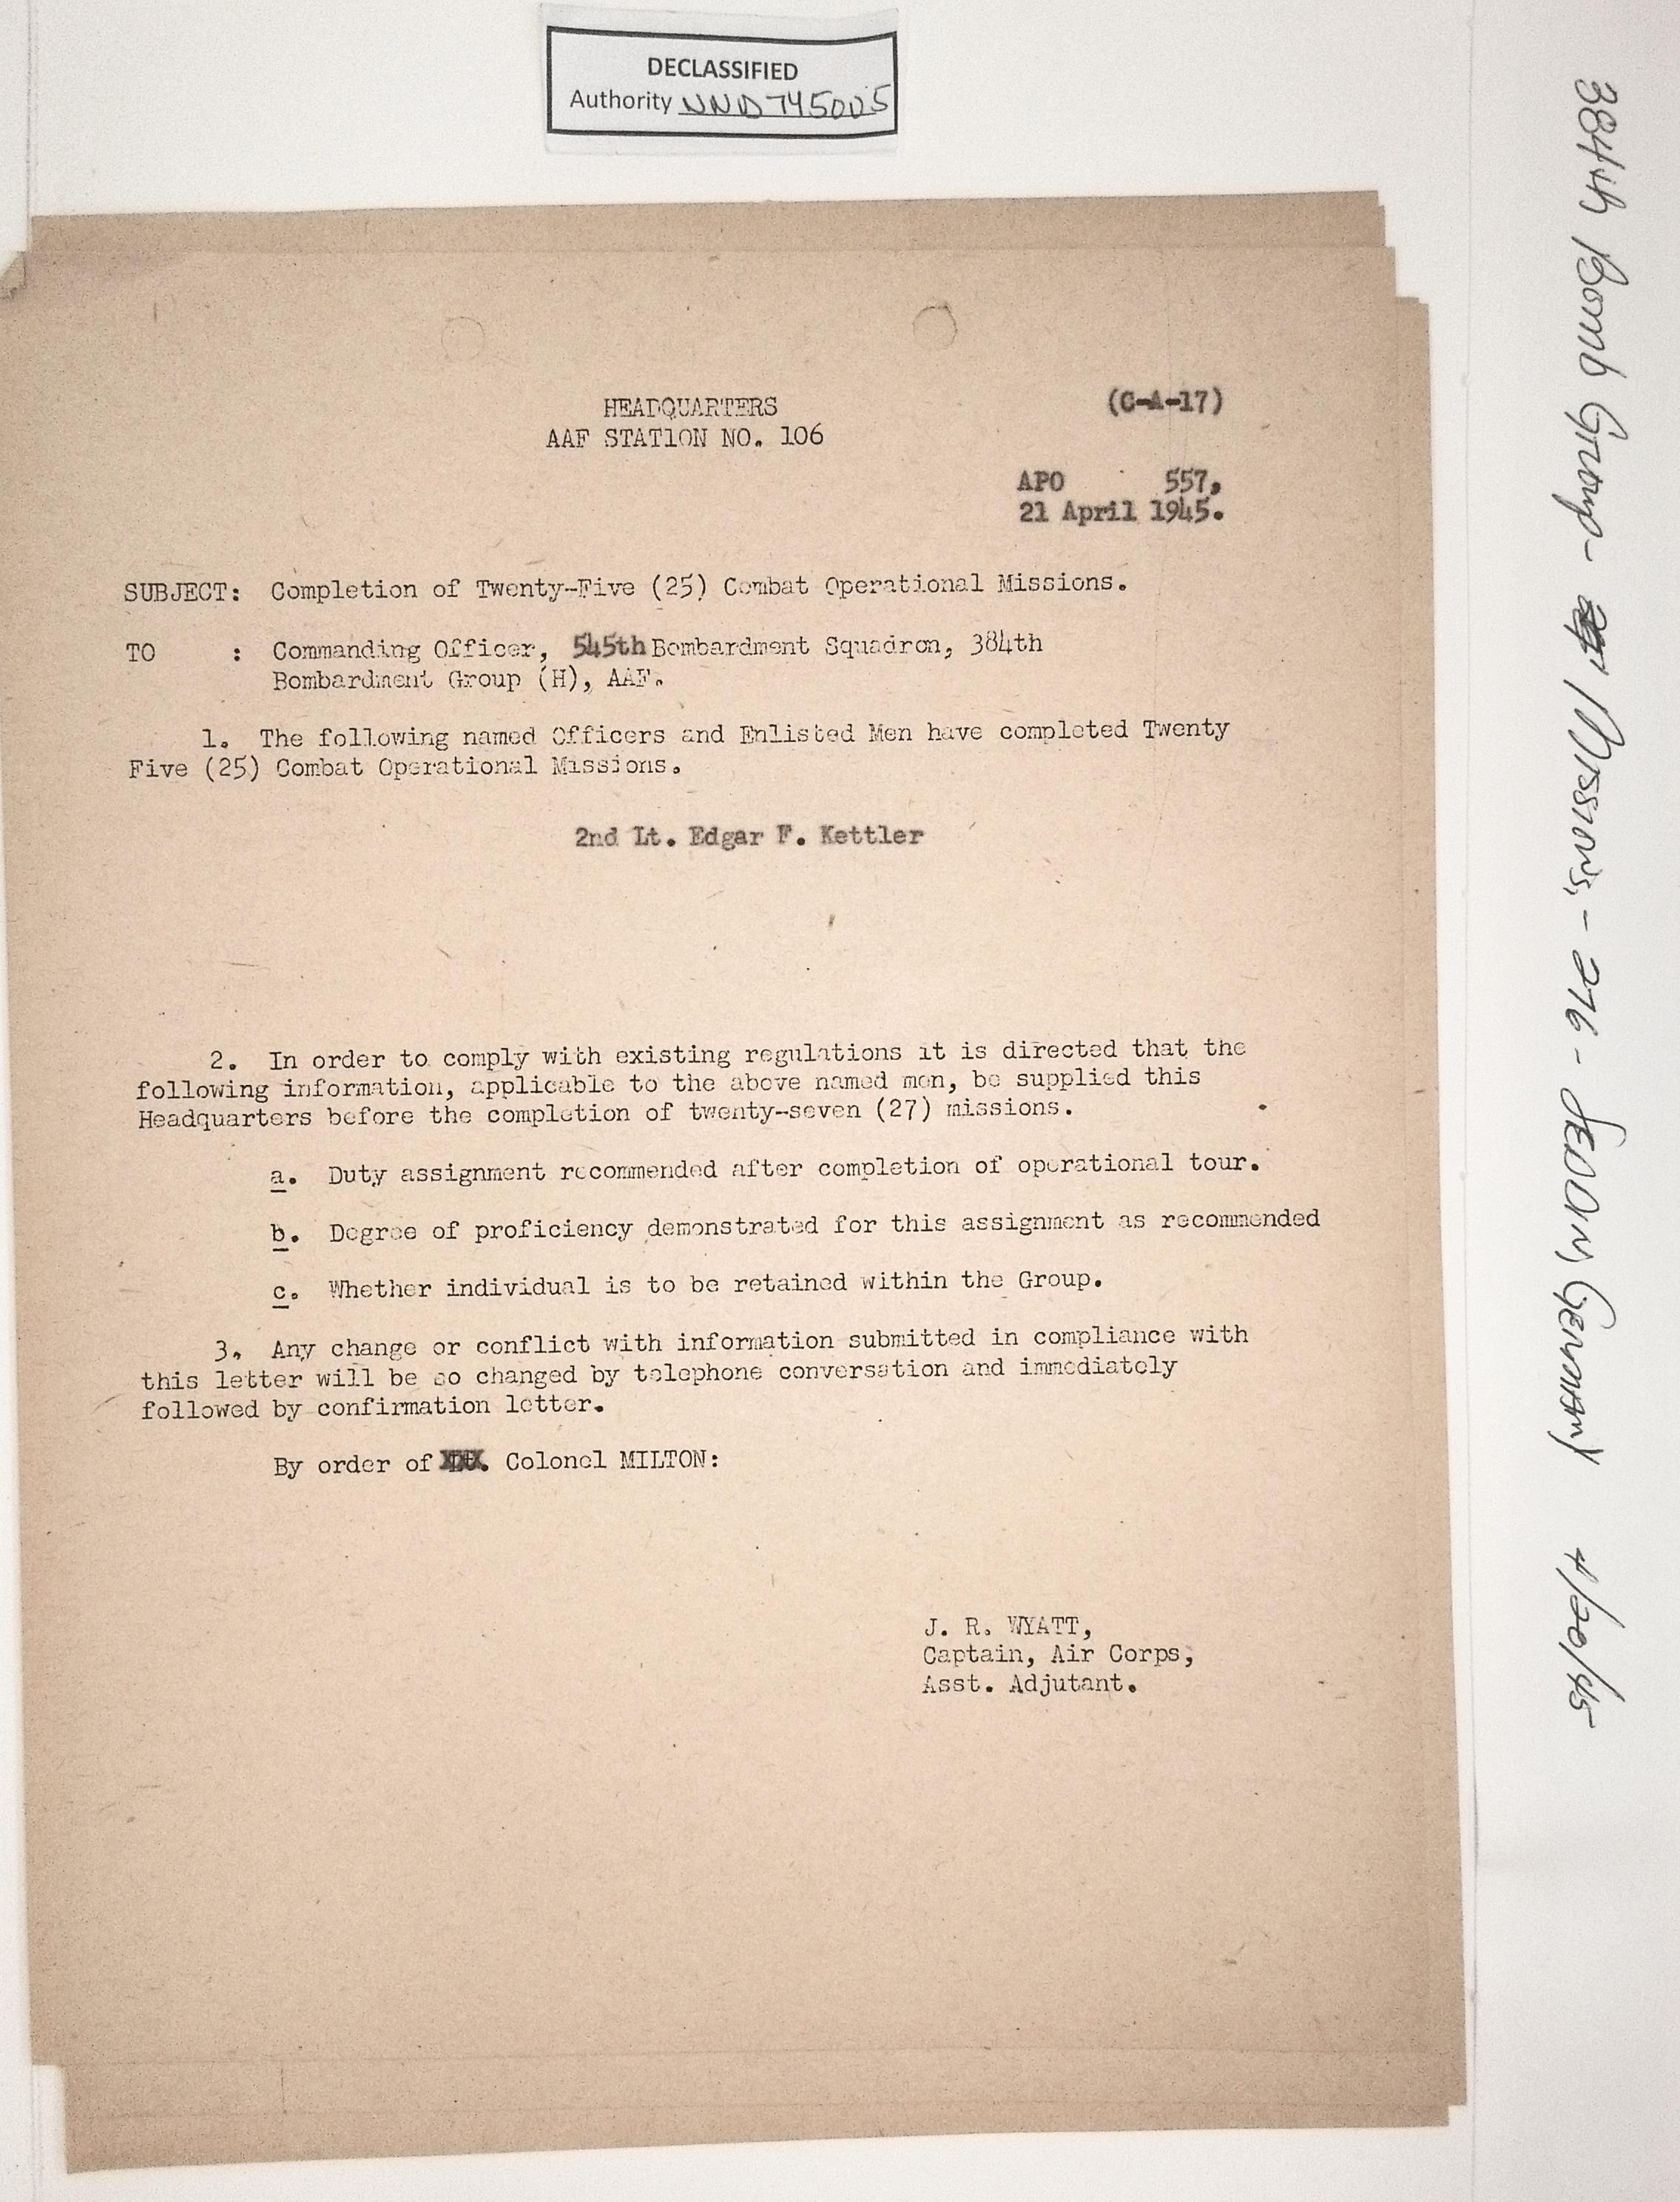 DECLASSIFIED
Authority NND 745005
HEADQUARTERS
AAF STATION NO. 106
(C-A-17)
APO 557,
21 April 1945.
SUBJECT: Completion of Twenty-Five (25) Combat Operational Missions.
TO : Commanding Officer, 545th Bombardment Squadron, 384th
Bombardment Group (H), AAF.
1. The following named Officers and Enlisted Men have completed Twenty
Five (25) Combat Operational Missions.
2nd Lt. Edgar F. Kettler
2. In order to comply with existing regulations it is directed that the
following information, applicable to the above named men, be supplied this
Headquarters before the completion of twenty-seven (27) missions.
a. Duty assignment recommended after completion of operational tour.
b. Degree of proficiency demonstrated for this assignment as recommended
c. Whether individual is to be retained within the Group.
3. Any change or conflict with information submitted in compliance with
this letter will be so changed by telephone conversation and immediately
followed by confirmation letter.
By order of Colonel MILTON:
J. R. WYATT,
Captain, Air Corps,
Asst. Adjutant.
384th Bomb Group - Missions, - Germany 4/20/45